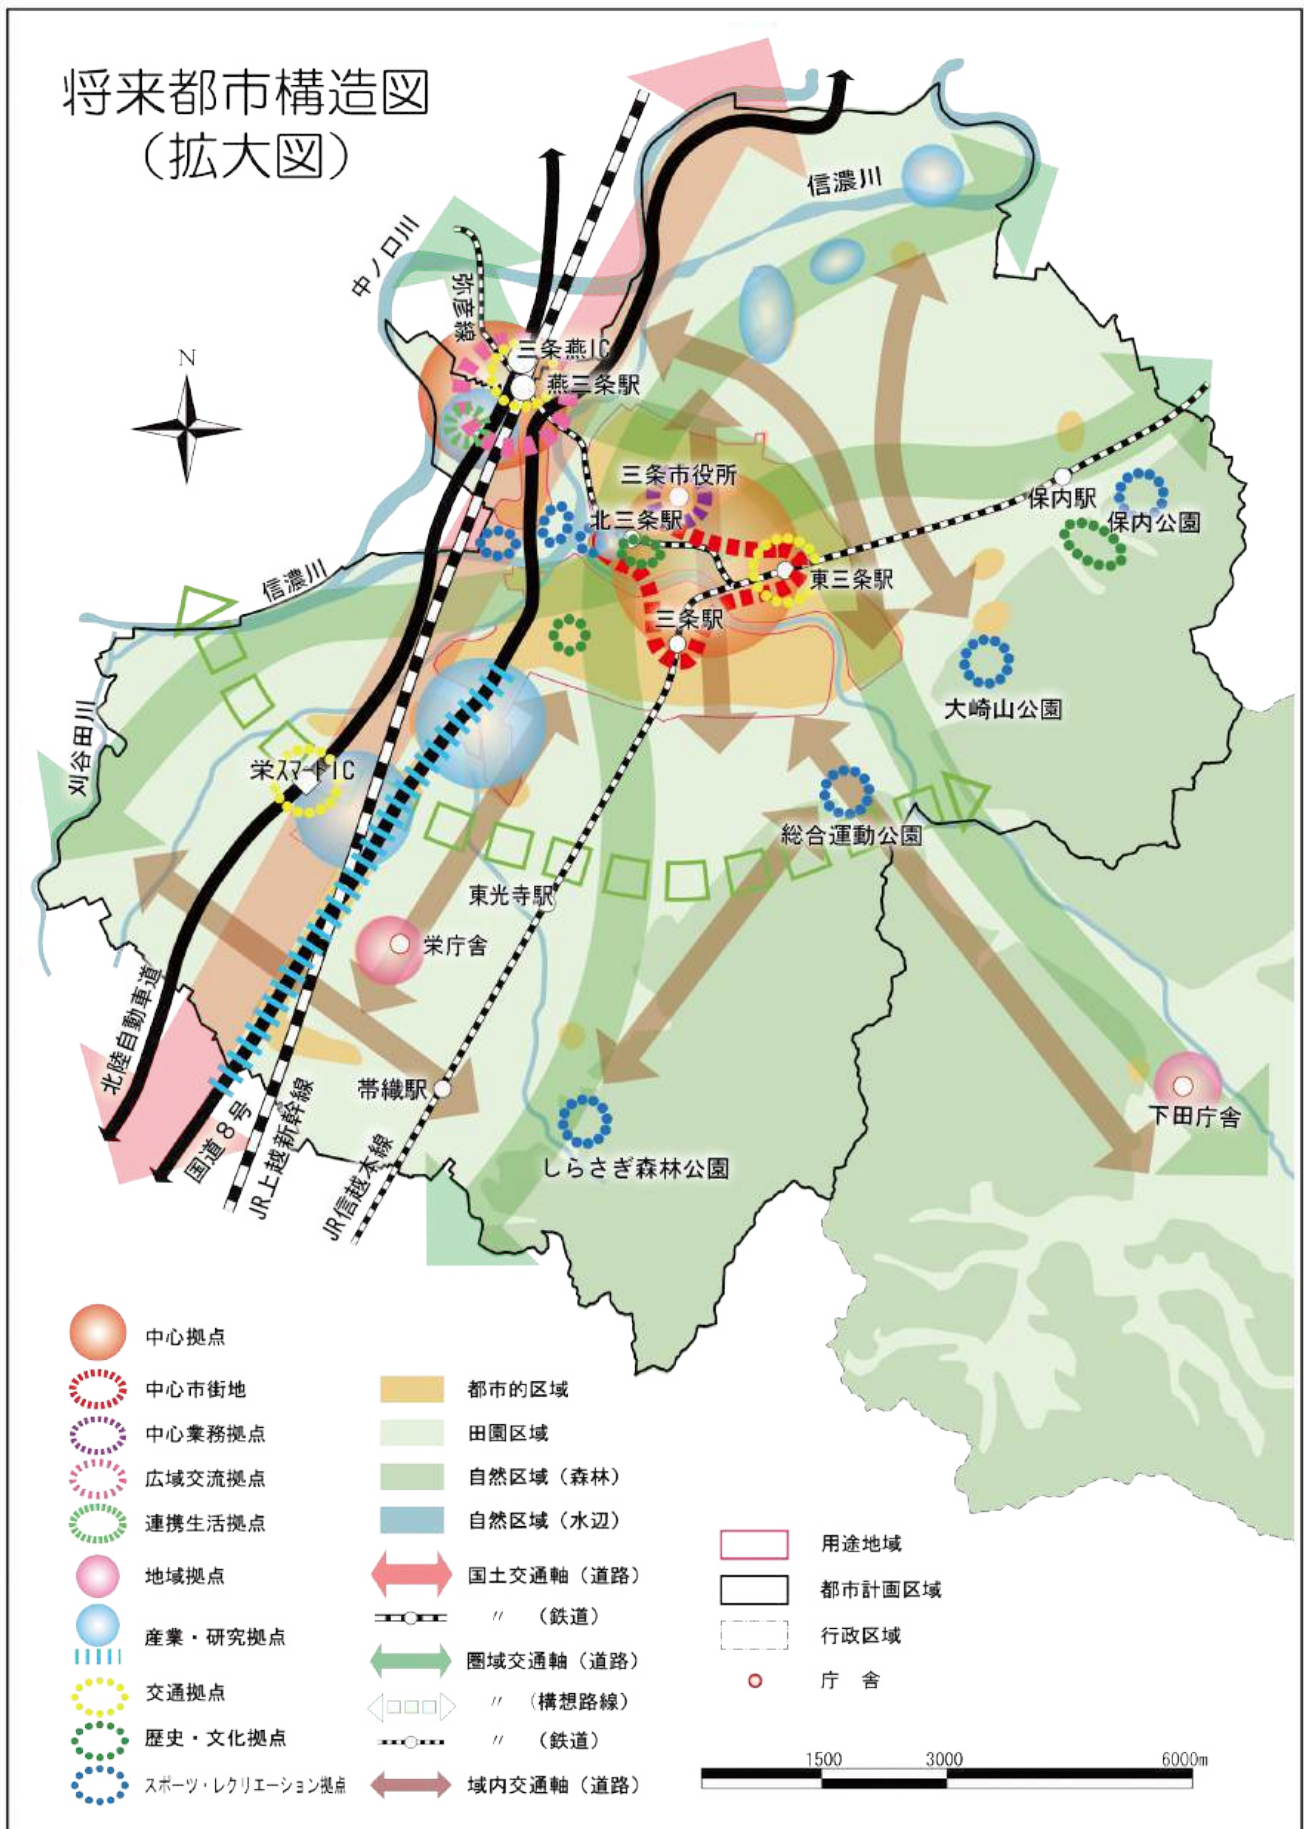 将来都市構造図
（拡大図）
信濃川
中ノ口川
弥彦線
三条燕IC
燕三条駅
N
三条市役所
北三条駅
保内駅
保内公園
東三条駅
信濃川
三条駅
大崎山公園
刈谷田川
栄スマートIC
総合運動公園
東光寺駅
栄庁舎
北陸自動車道
帯織駅
下田庁舎
国道８号
JR上越新幹線
JR信越本線
しらさぎ森林公園
中心拠点
中心市街地
中心業務拠点
広域交流拠点
連携生活拠点
地域拠点
産業・研究拠点
交通拠点
歴史・文化拠点
スポーツ・レクリエーション拠点
都市的区域
田園区域
自然区域（森林）
自然区域（水辺）
国土交通軸（道路）
〃　（鉄道）
圏域交通軸（道路）
〃　（構想路線）
〃　（鉄道）
域内交通軸（道路）
用途地域
都市計画区域
行政区域
庁　舎
1500 3000 6000m